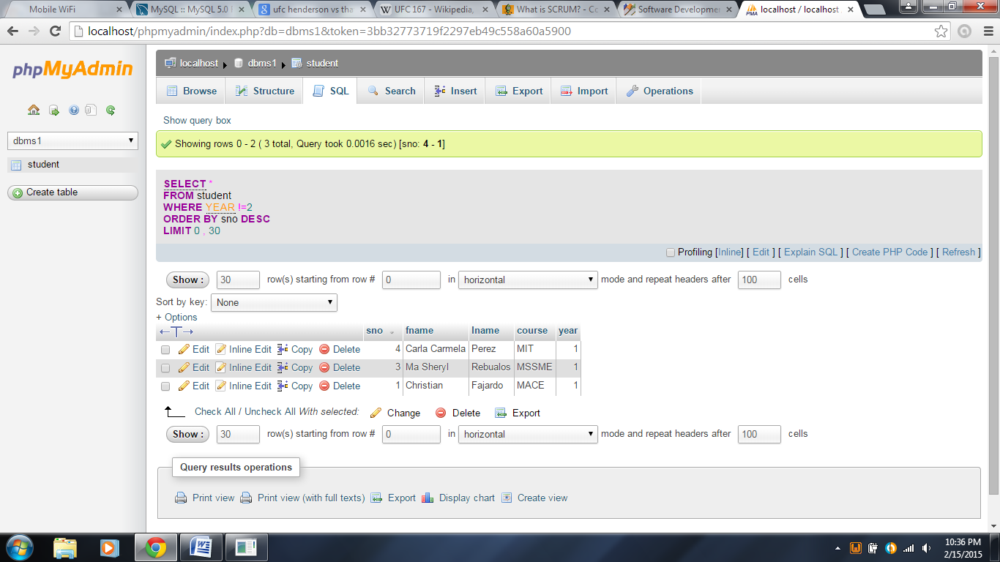 Mobile WiFi
MySQL :: MySQL 5.0
ufc henderson vs tha
UFC 167 - Wikipedia,
What is SCRUM? - Co
Software Developme
localhost / localhost
localhost/phpmyadmin/index.php?db=dbms1&token=3bb32773719f2297eb49c558a60a5900
phpMyAdmin
dbms1
student
Create table
localhost dbms1 student
Browse Structure SQL Search Insert Export Import Operations
Show query box
Showing rows 0 - 2 ( 3 total, Query took 0.0016 sec) [sno: 4 - 1]
SELECT *
FROM student
WHERE YEAR !=2
ORDER BY sno DESC
LIMIT 0 , 30
Profiling [Inline] [ Edit ] [ Explain SQL ] [ Create PHP Code ] [ Refresh ]
Show : 30 row(s) starting from row # 0 in horizontal mode and repeat headers after 100 cells
Sort by key: None
+ Options
←T→ sno fname lname course year
Edit Inline Edit Copy Delete 4 Carla Carmela Perez MIT 1
Edit Inline Edit Copy Delete 3 Ma Sheryl Rebualos MSSME 1
Edit Inline Edit Copy Delete 1 Christian Fajardo MACE 1
Check All / Uncheck All With selected: Change Delete Export
Show : 30 row(s) starting from row # 0 in horizontal mode and repeat headers after 100 cells
Query results operations
Print view Print view (with full texts) Export Display chart Create view
10:36 PM
2/15/2015